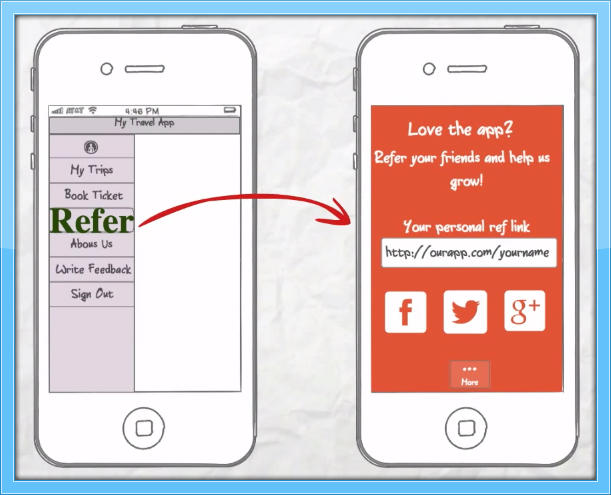 AT&T 4:46 PM
My Travel App
My Trips
Book Ticket
Refer
Abous Us
Write Feedback
Sign Out
Love the app?
Refer your friends and help us
grow!
Your personal ref link
http://ourapp.com/yourname
f g+
More